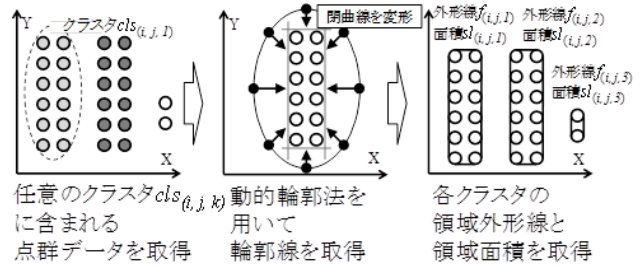 Y
クラスタcls(i, j, 1)
X
Y
閉曲線を変形
X
Y
外形線f(i,j,1)
面積sl(i,j,1)
外形線f(i,j,2)
面積sl(i,j,2)
外形線f(i,j,3)
面積sl(i,j,3)
X
任意のクラスタcls(i, j, k)
に含まれる
点群データを取得
動的輪郭法を
用いて
輪郭線を取得
各クラスタの
領域外形線と
領域面積を取得